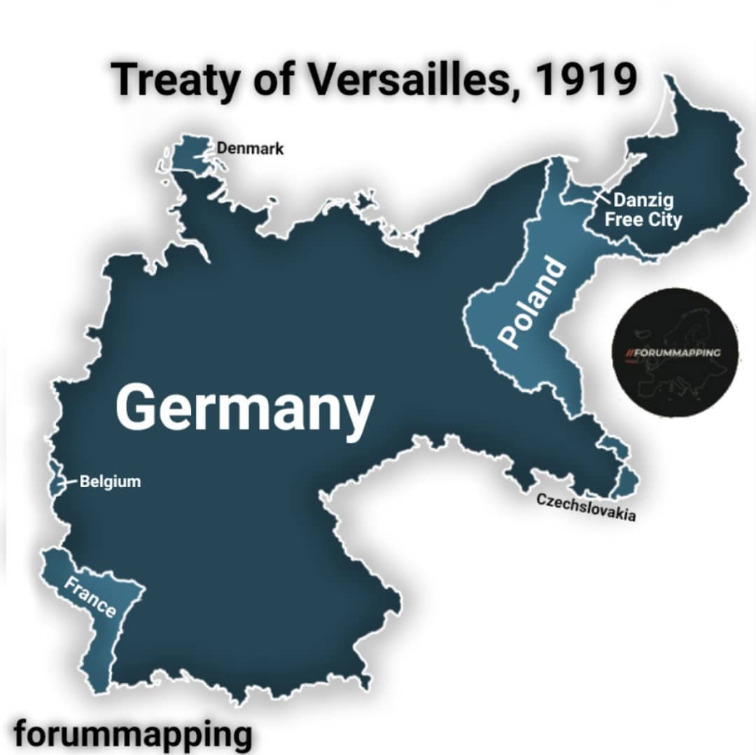 Treaty of Versailles, 1919
Denmark
Danzig
Free City
Poland
//FORUMMAPPING
Germany
Belgium
Czechslovakia
France
forummapping